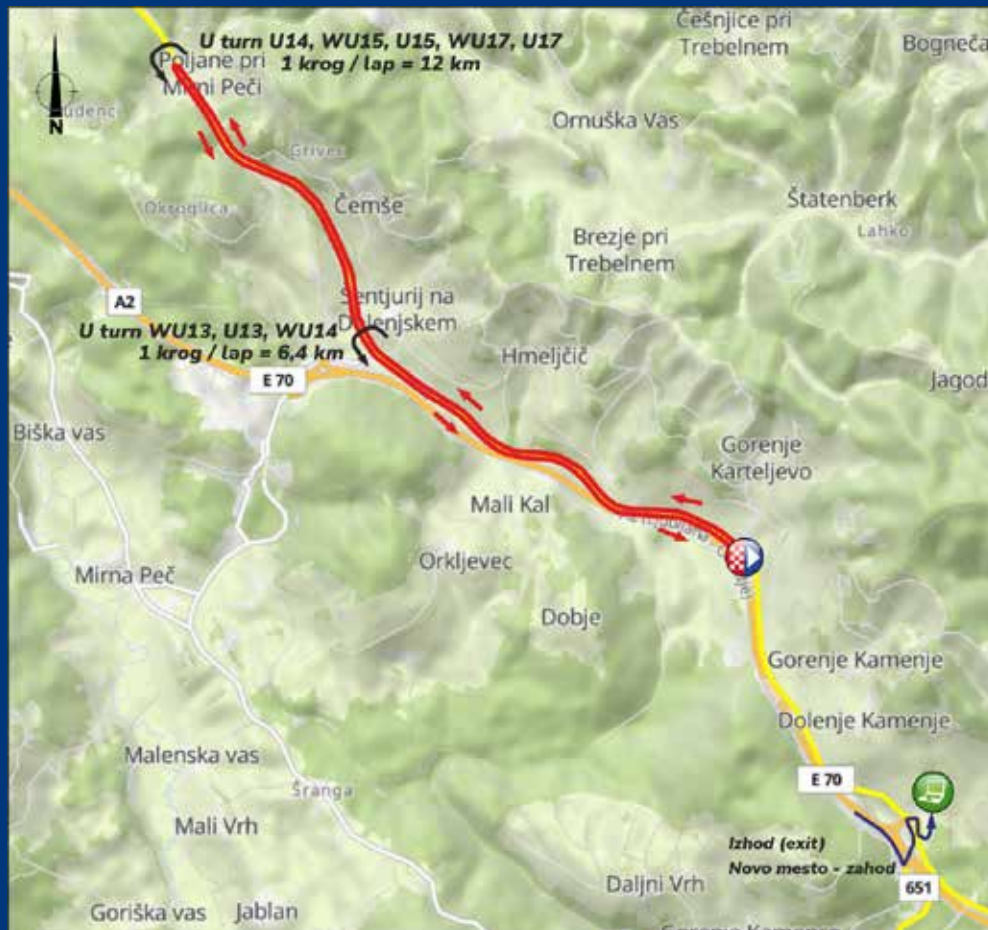 Češnjice pri
Trebelnem
U turn U14, WU15, U15, WU17, U17
1 krog / lap = 12 km
Bogneča
Poljane pri
Mirni Peči
N
Ornuška Vas
Grivec
Čemše
Okroglica
Štatenberk
Lahko
Brezje pri
Trebelnem
A2
Šentjurij na
Dolenjskem
U turn WU13, U13, WU14
1 krog / lap = 6,4 km
Hmeljčič
E 70
Jagod
Biška vas
Gorenje
Karteljevo
Mali Kal
Orkljevec
Mirna Peč
Dobje
Gorenje Kamenje
Dolenje Kamenje
Malenska vas
E 70
Šranga
Mali Vrh
Izhod (exit)
Novo mesto - zahod
Daljni Vrh
651
Goriška vas
Jablan
Gorenje Kamenje